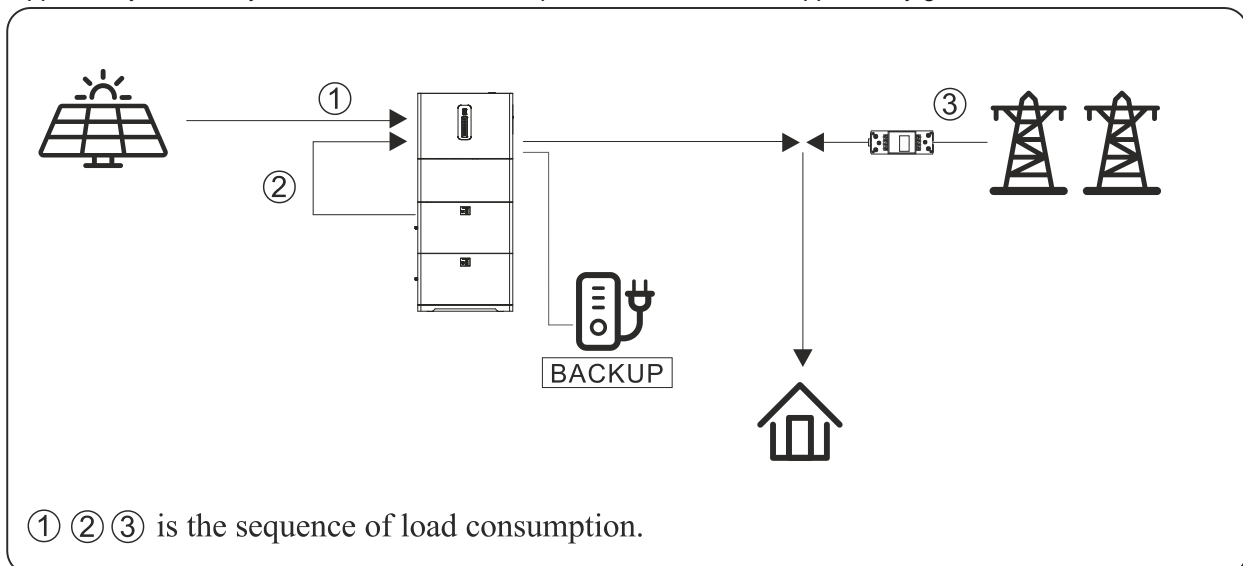 ①
③
②
BACKUP
① ② ③ is the sequence of load consumption.